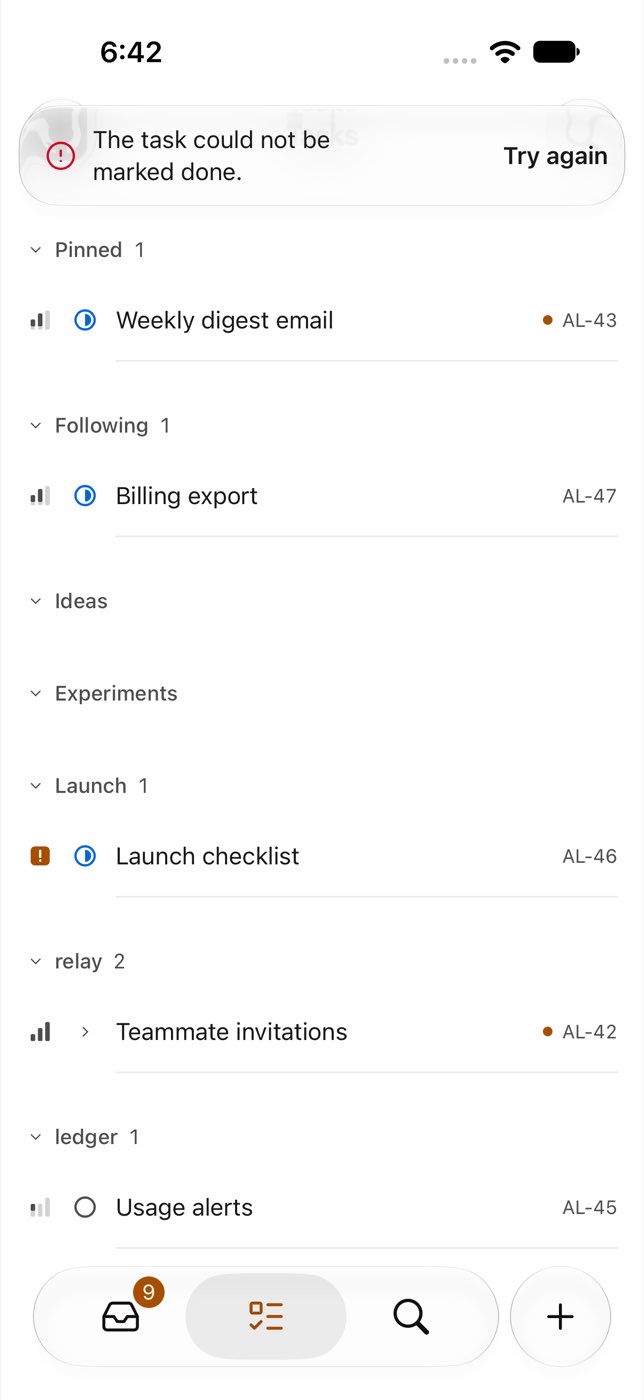 6:42
The task could not be
marked done.
Try again
Pinned 1
Weekly digest email
AL-43
Following 1
Billing export
AL-47
Ideas
Experiments
Launch 1
Launch checklist
AL-46
relay 2
Teammate invitations
AL-42
ledger 1
Usage alerts
AL-45
9